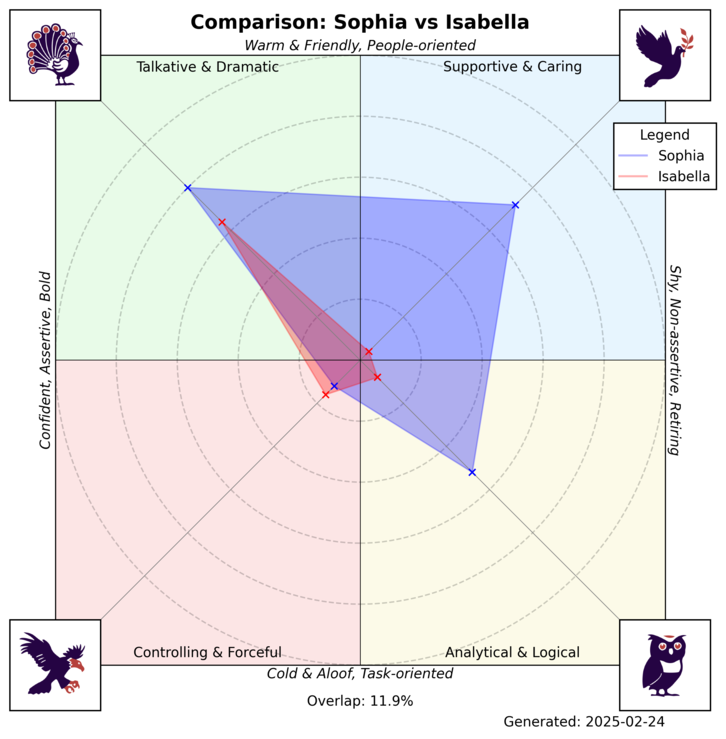 Comparison: Sophia vs Isabella
Warm & Friendly, People-oriented
Talkative & Dramatic
Supportive & Caring
Legend
Sophia
Isabella
Confident, Assertive, Bold
Shy, Non-assertive, Retiring
Controlling & Forceful
Analytical & Logical
Cold & Aloof, Task-oriented
Overlap: 11.9%
Generated: 2025-02-24